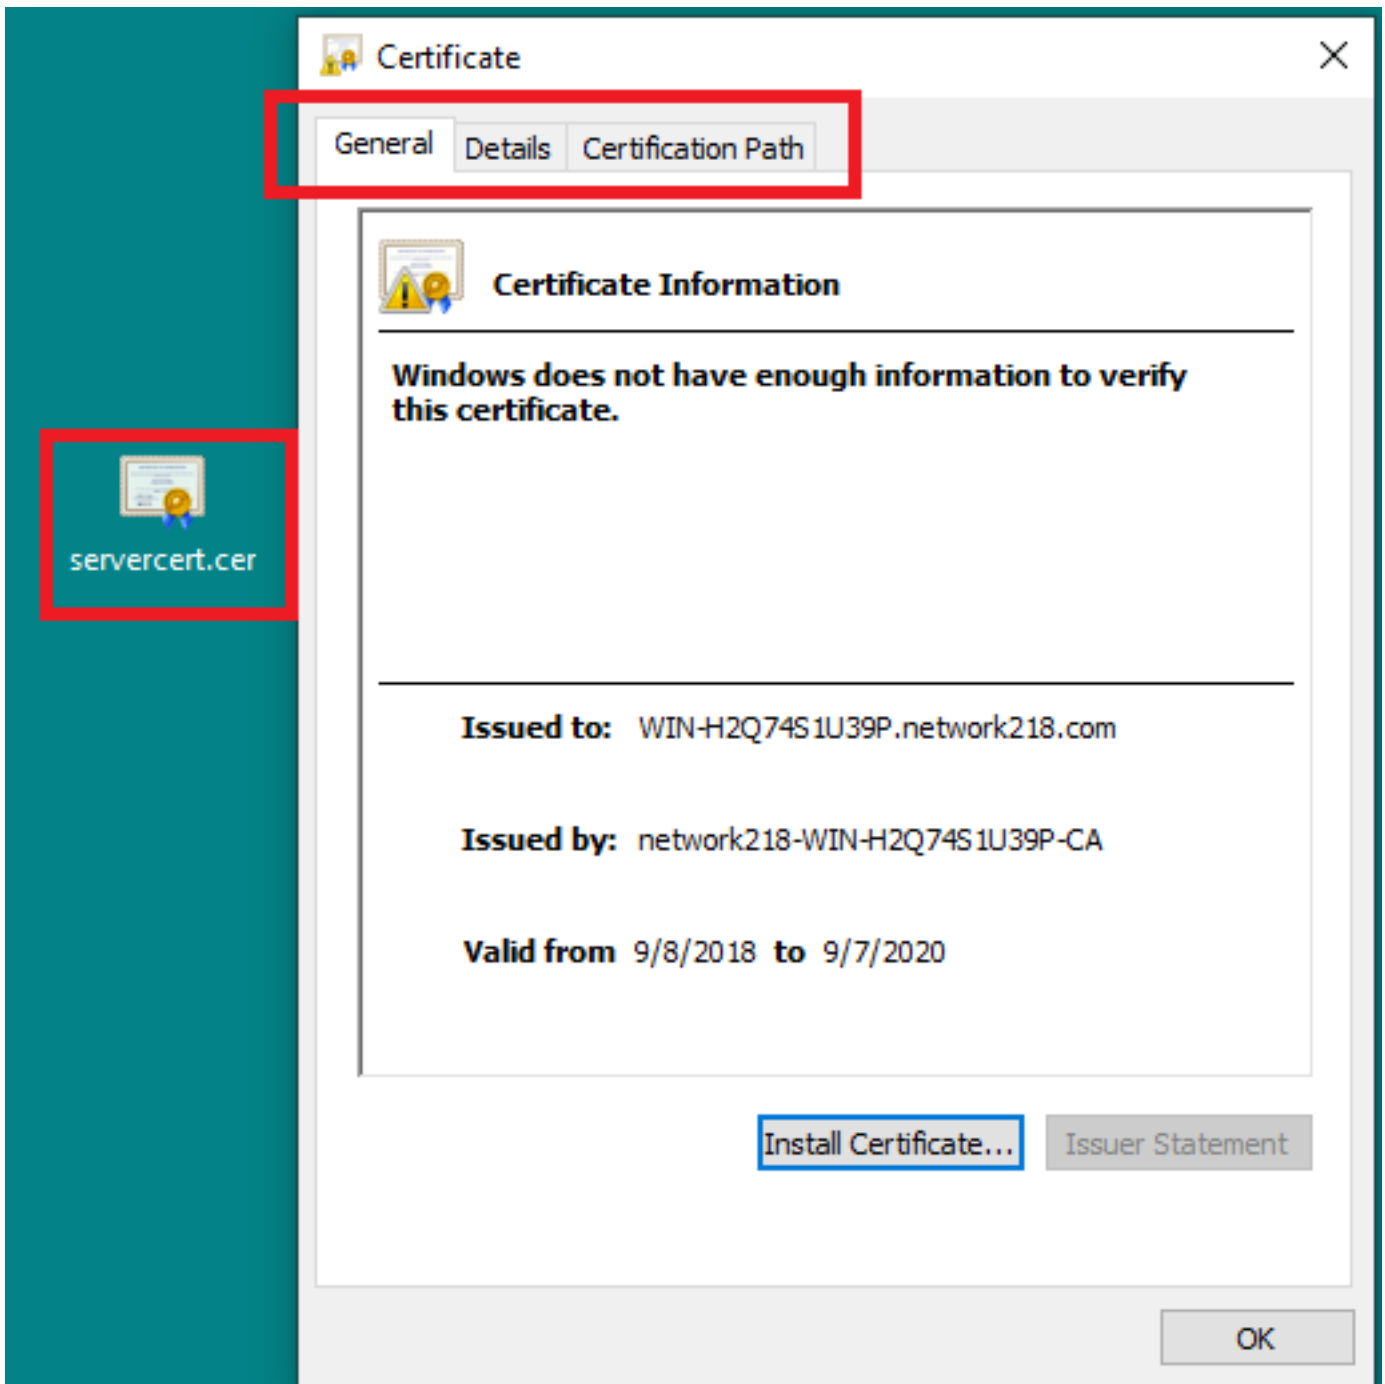 Certificate
General Details Certification Path
Certificate Information
Windows does not have enough information to verify
this certificate.
servercert.cer
Issued to: WIN-H2Q74S1U39P.network218.com
Issued by: network218-WIN-H2Q74S1U39P-CA
Valid from 9/8/2018 to 9/7/2020
Install Certificate... Issuer Statement
OK